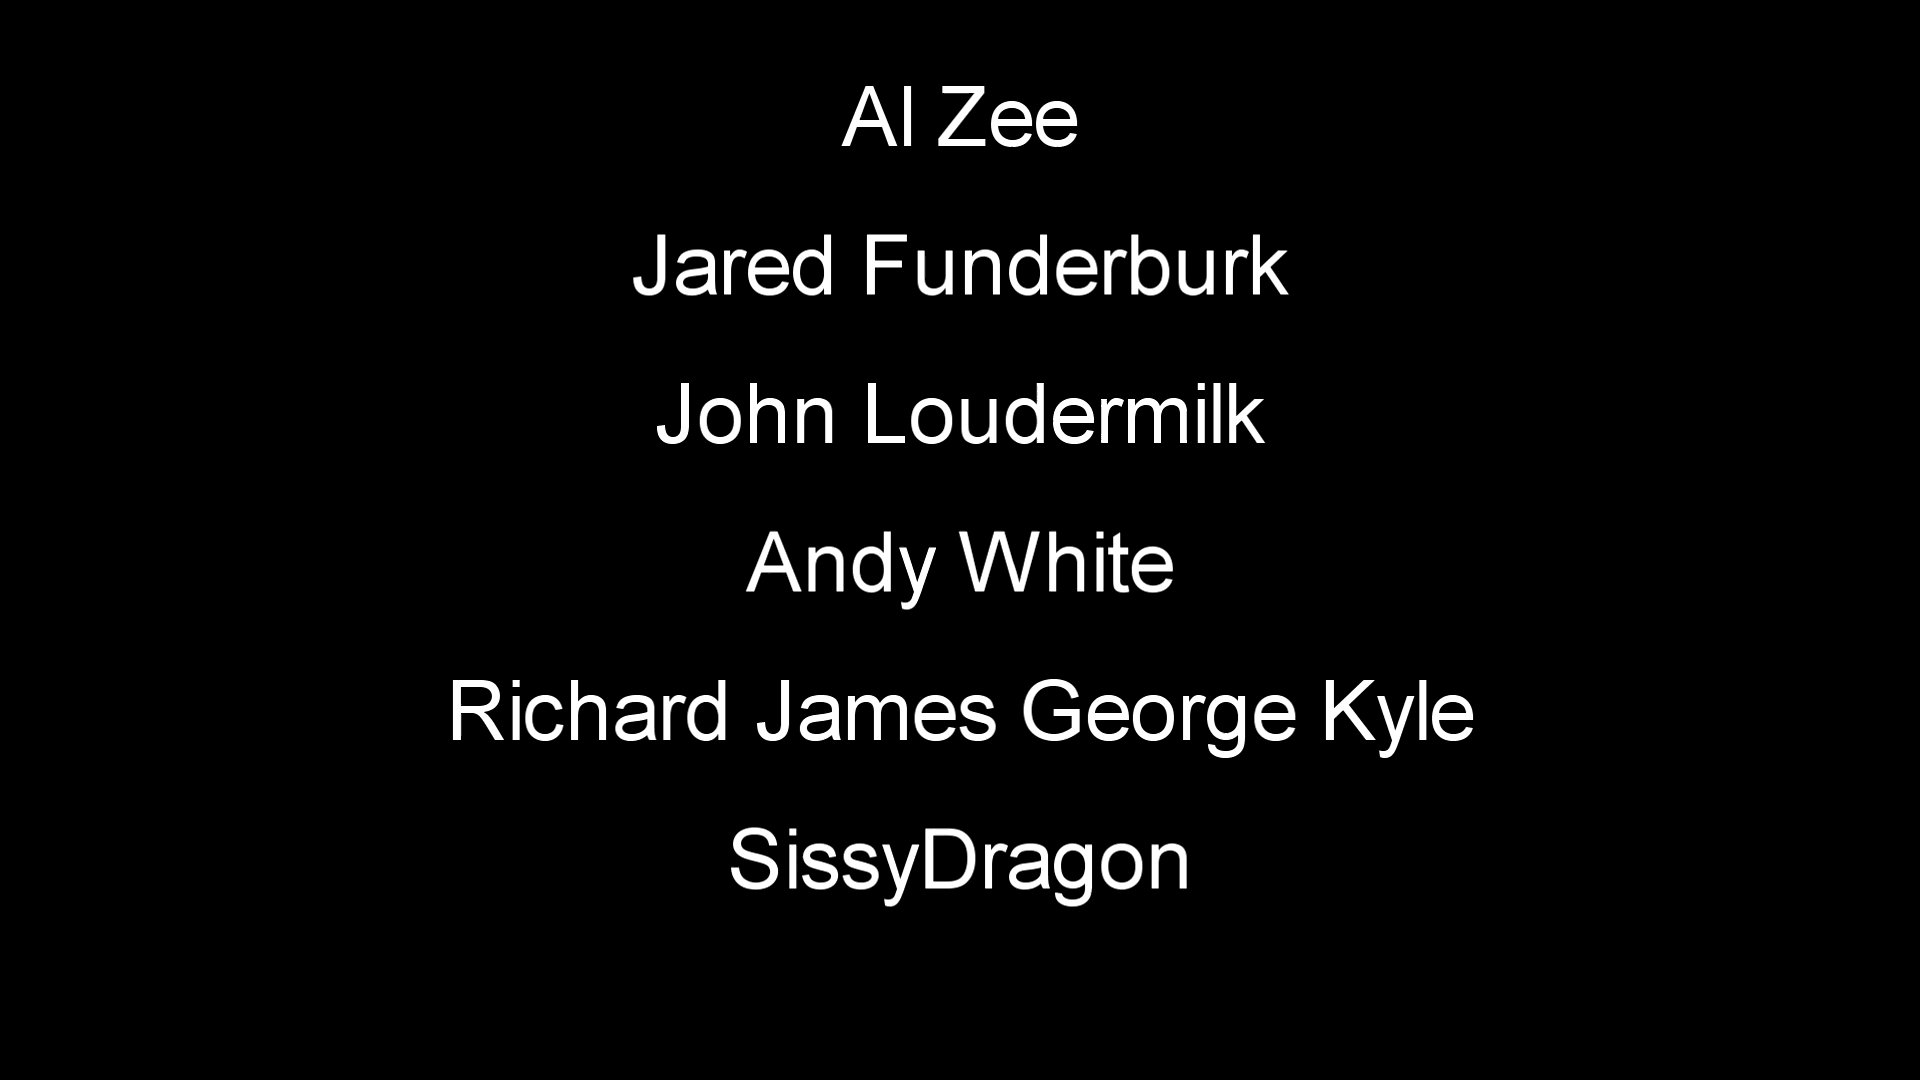 Al Zee
Jared Funderburk
John Loudermilk
Andy White
Richard James George Kyle
SissyDragon